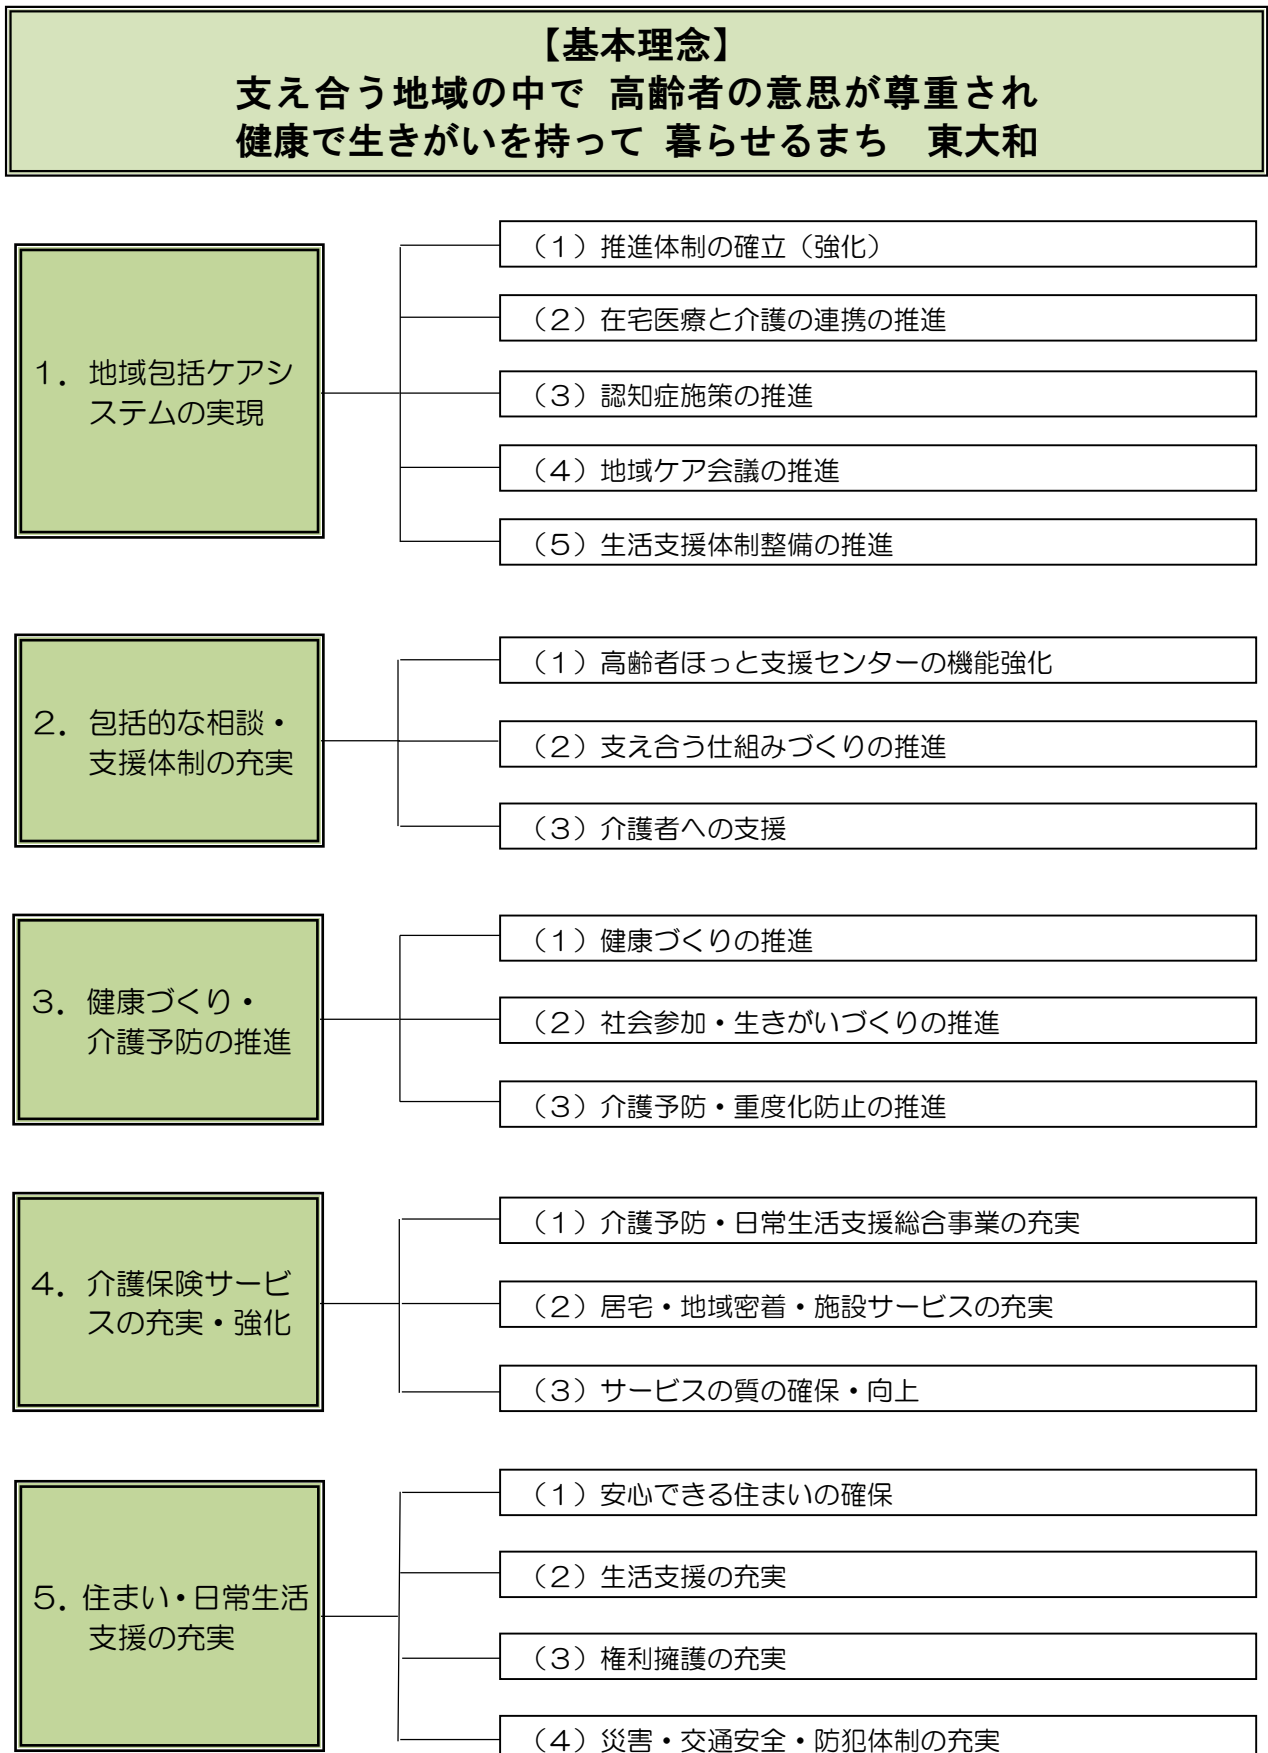 【基本理念】
支え合う地域の中で 高齢者の意思が尊重され
健康で生きがいを持って 暮らせるまち　東大和
１．地域包括ケアシ
ステムの実現
（１）推進体制の確立（強化）
（２）在宅医療と介護の連携の推進
（３）認知症施策の推進
（４）地域ケア会議の推進
（５）生活支援体制整備の推進
２．包括的な相談・
支援体制の充実
（１）高齢者ほっと支援センターの機能強化
（２）支え合う仕組みづくりの推進
（３）介護者への支援
３．健康づくり・
介護予防の推進
（１）健康づくりの推進
（２）社会参加・生きがいづくりの推進
（３）介護予防・重度化防止の推進
４．介護保険サービ
スの充実・強化
（１）介護予防・日常生活支援総合事業の充実
（２）居宅・地域密着・施設サービスの充実
（３）サービスの質の確保・向上
５．住まい・日常生活
支援の充実
（１）安心できる住まいの確保
（２）生活支援の充実
（３）権利擁護の充実
（４）災害・交通安全・防犯体制の充実